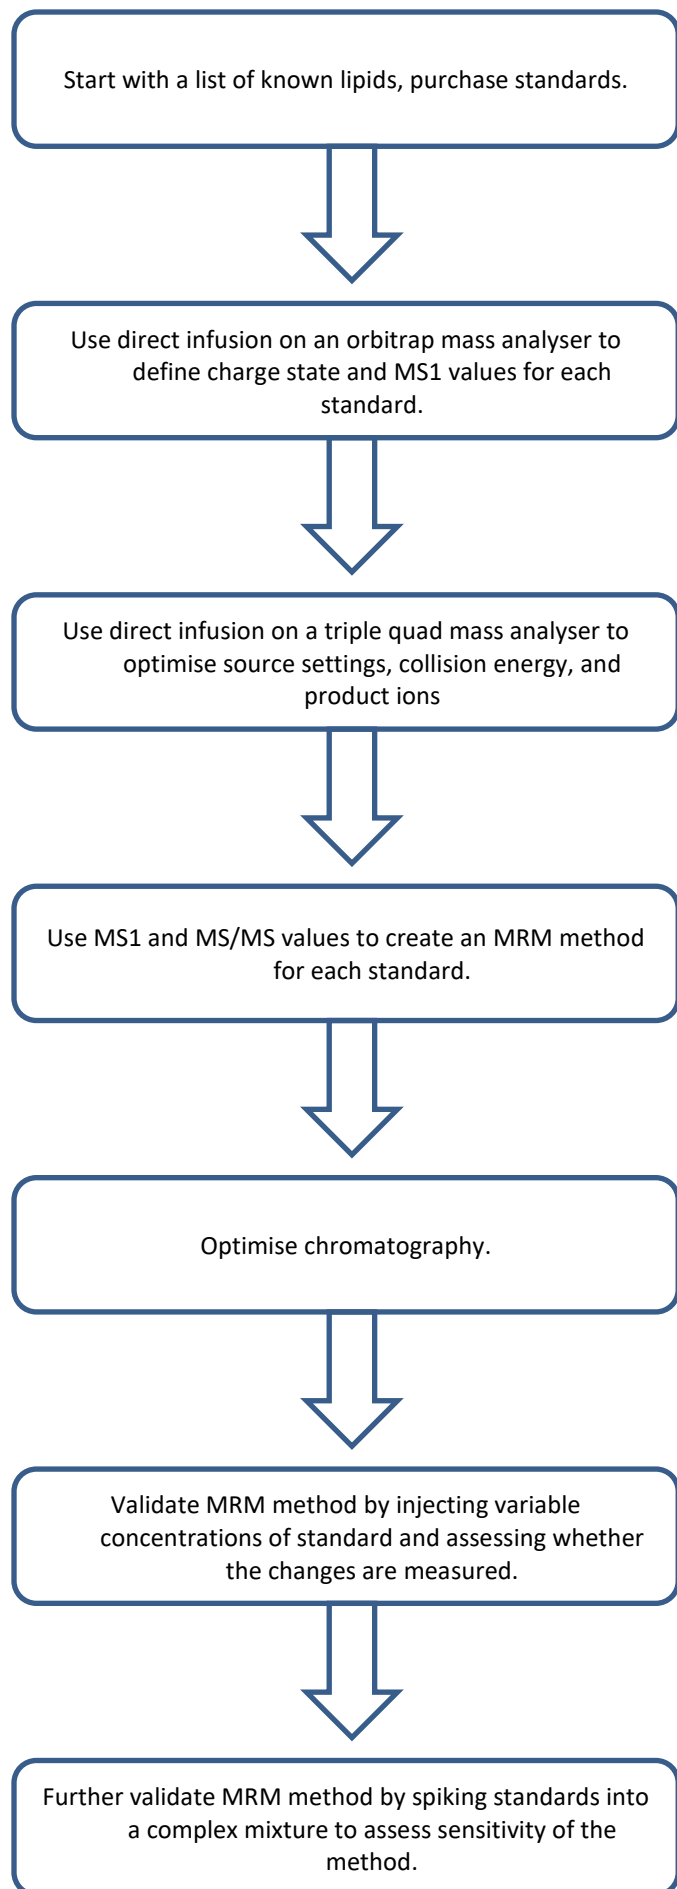 Start with a list of known lipids, purchase standards.
Use direct infusion on an orbitrap mass analyser to
define charge state and MS1 values for each
standard.
Use direct infusion on a triple quad mass analyser to
optimise source settings, collision energy, and
product ions
Use MS1 and MS/MS values to create an MRM method
for each standard.
Optimise chromatography.
Validate MRM method by injecting variable
concentrations of standard and assessing whether
the changes are measured.
Further validate MRM method by spiking standards into
a complex mixture to assess sensitivity of the
method.